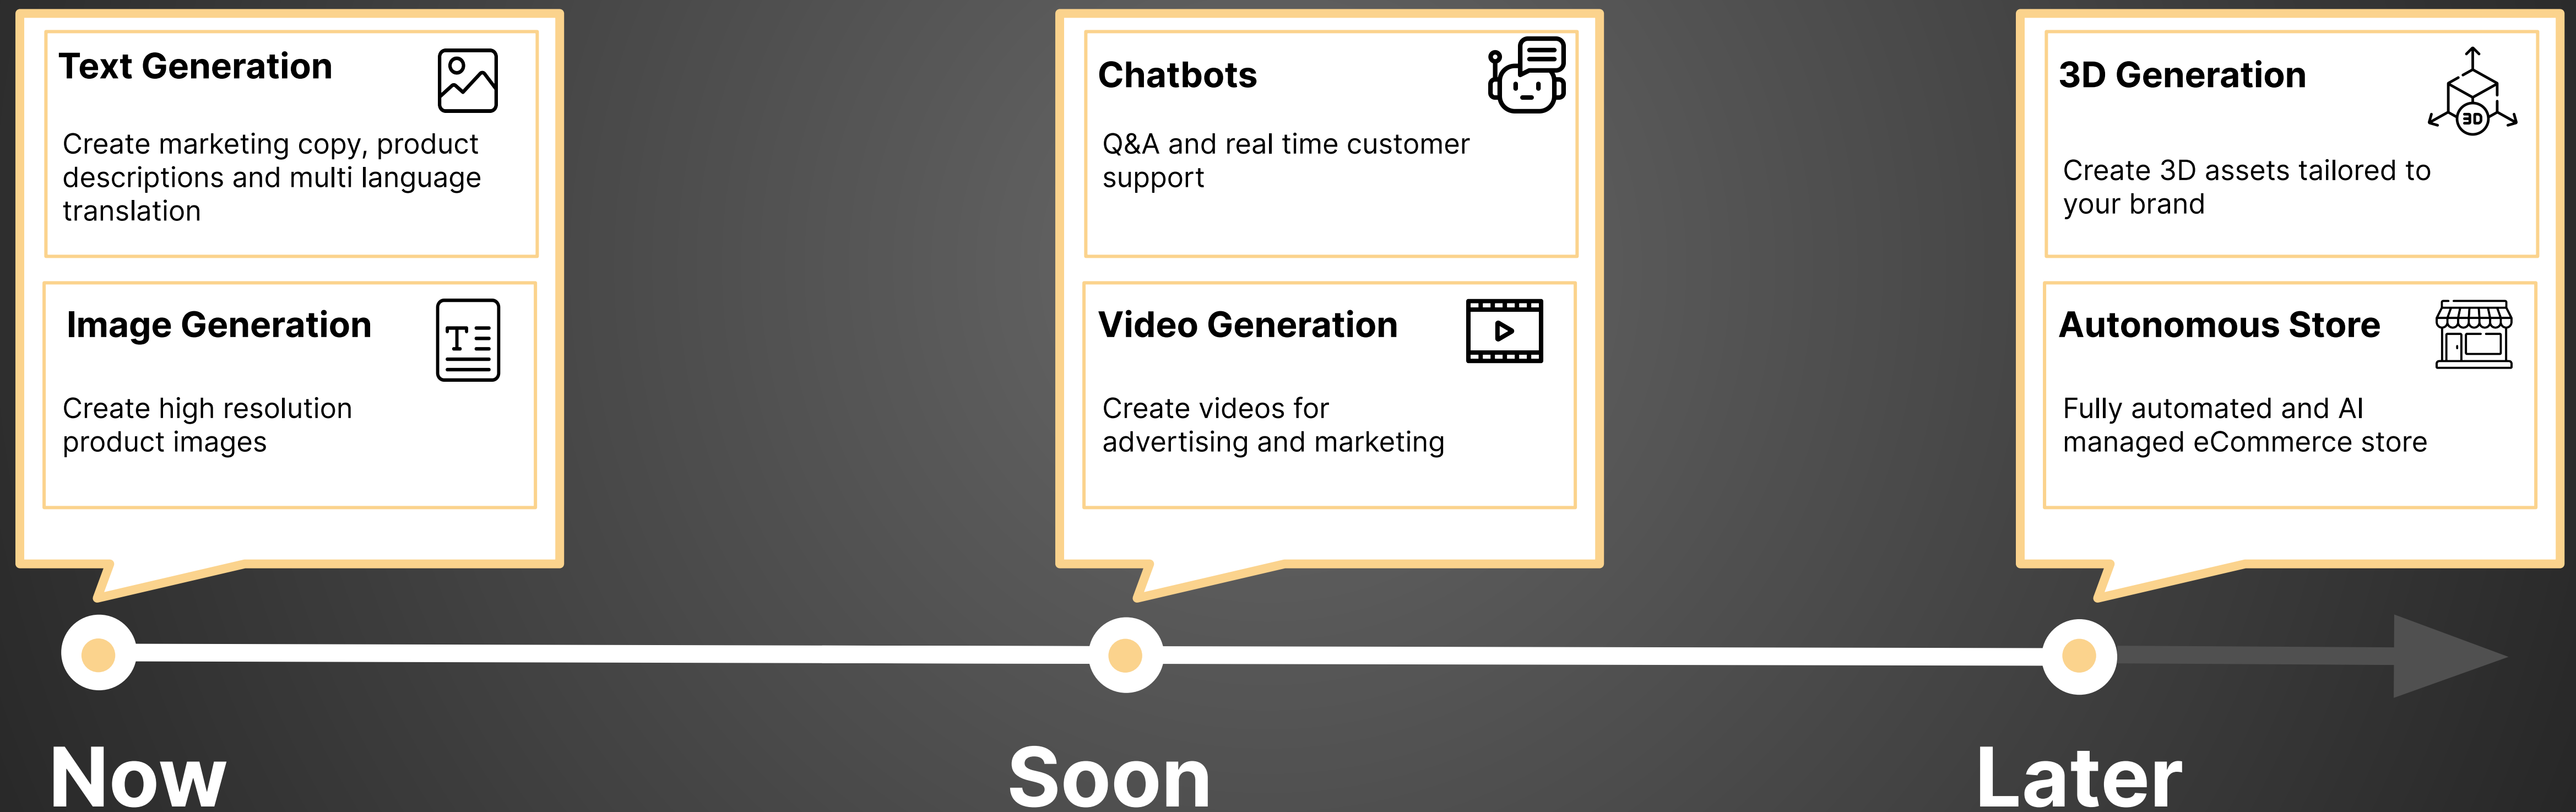 Text Generation
Create marketing copy, product
descriptions and multi language
translation
Image Generation
T
Create high resolution
product images
Chatbots
Q&A and real time customer
support
Video Generation
Create videos for
advertising and marketing
3D Generation
3D
Create 3D assets tailored to
your brand
Autonomous Store
Fully automated and AI
managed eCommerce store
Now
Soon
Later